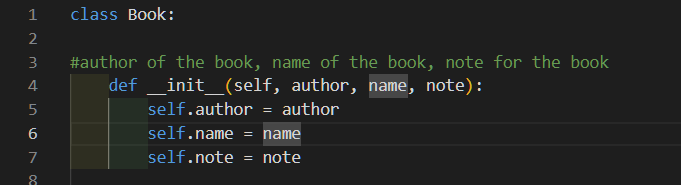 1 class Book:
2
3 #author of the book, name of the book, note for the book
4     def __init__(self, author, name, note):
5         self.author = author
6         self.name = name
7         self.note = note
8